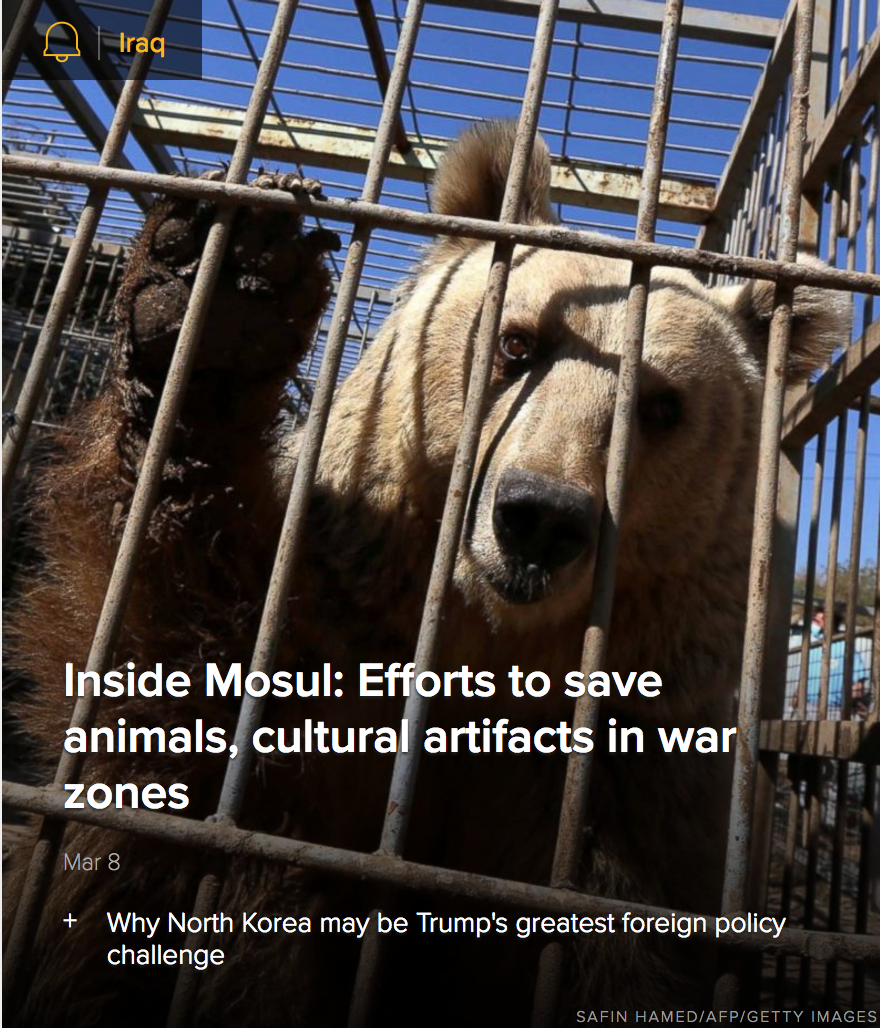 Iraq
Inside Mosul: Efforts to save
animals, cultural artifacts in war
zones
Mar 8
+ Why North Korea may be Trump's greatest foreign policy
challenge
SAFIN HAMED/AFP/GETTY IMAGES